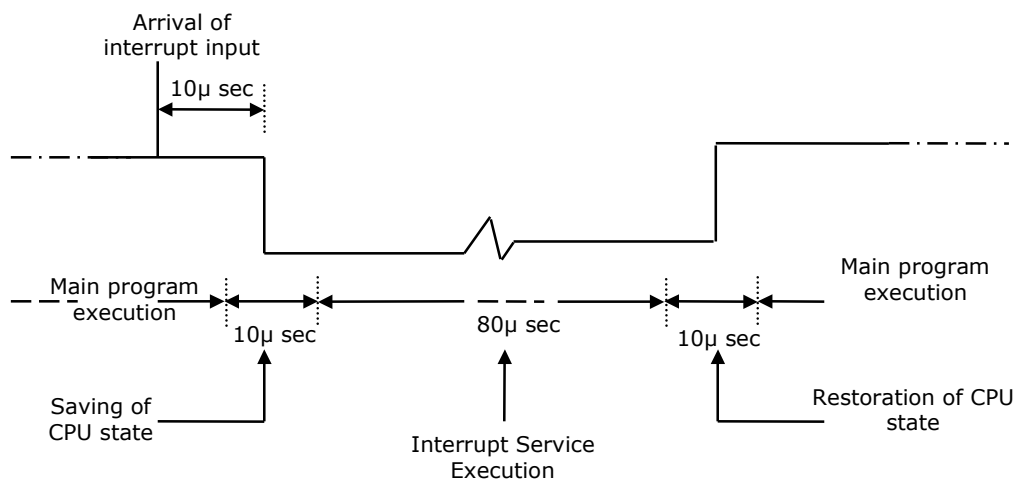 Arrival of
interrupt input
10μ sec
Main program
execution
10μ sec
80μ sec
10μ sec
Main program
execution
Saving of
CPU state
Interrupt Service
Execution
Restoration of CPU
state